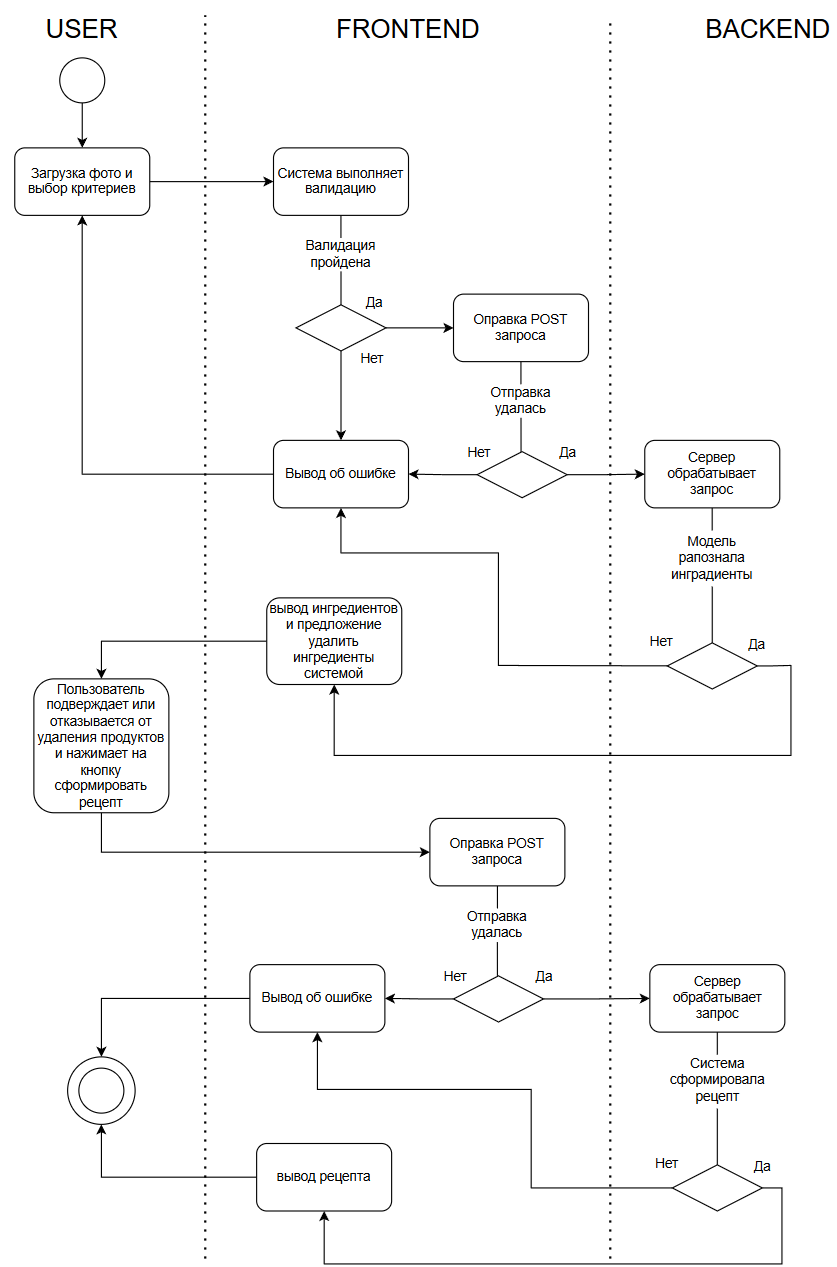 USER
FRONTEND
BACKEND
Загрузка фото и
выбор критериев
Система выполняет
валидацию
Валидация
пройдена
Да
Нет
Оправка POST
запроса
Отправка
удалась
Нет
Да
Вывод об ошибке
Сервер
обрабатывает
запрос
Модель
рапознала
инградиенты
Нет
Да
вывод ингредиентов
и предложение
удалить
ингредиенты
системой
Пользователь
подверждает или
отказывается от
удаления продуктов
и нажимает на
кнопку
сформировать
рецепт
Оправка POST
запроса
Отправка
удалась
Нет
Да
Вывод об ошибке
Сервер
обрабатывает
запрос
Система
сформировала
рецепт
Нет
Да
вывод рецепта